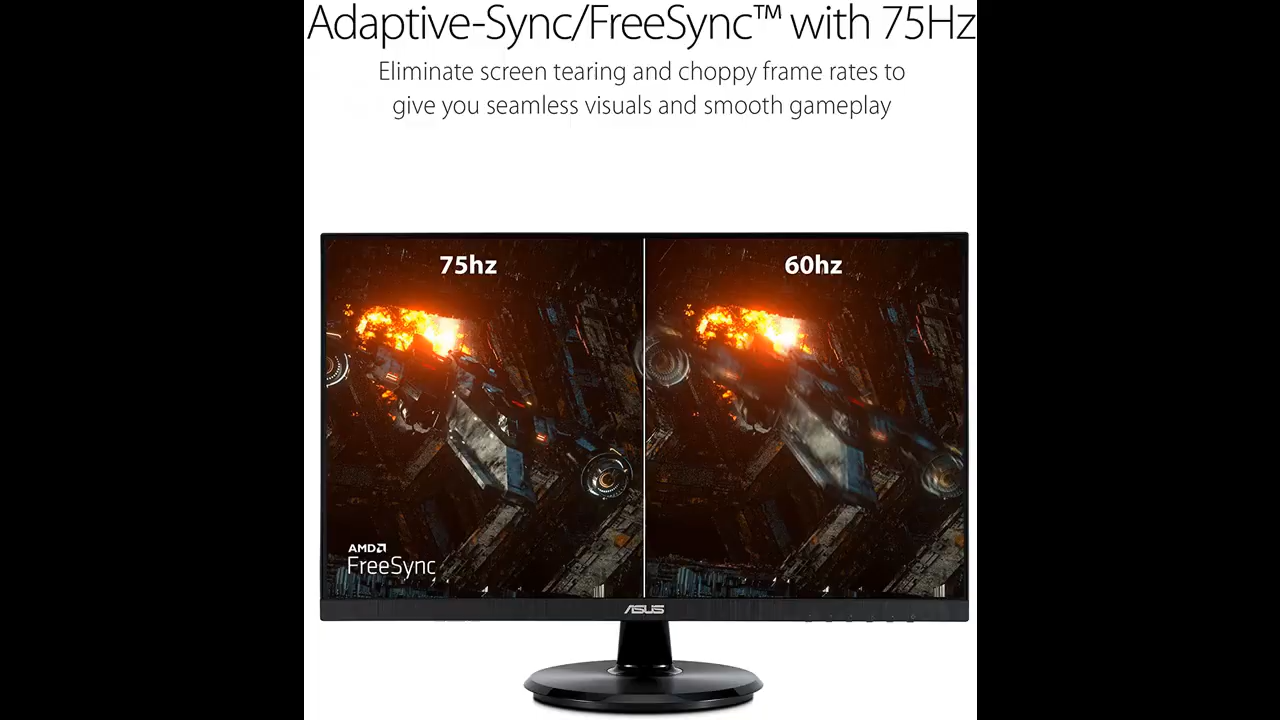 Adaptive-Sync/FreeSync™ with 75Hz
Eliminate screen tearing and choppy frame rates to
give you seamless visuals and smooth gameplay
75hz
60hz
AMD
FreeSync
ASUS